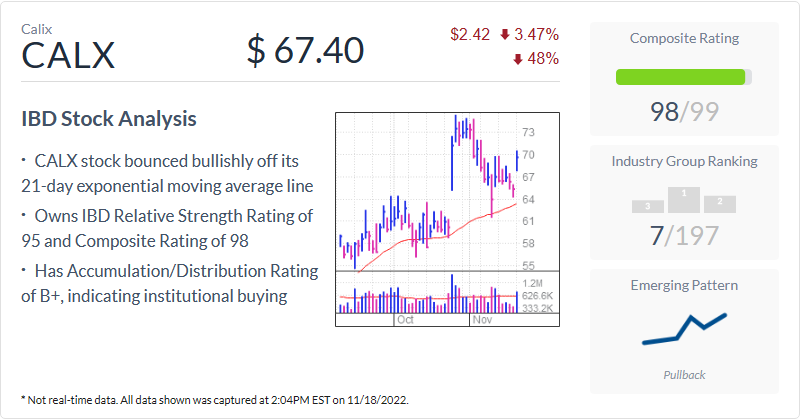 Calix
CALX
$ 67.40
$2.42 3.47%
48%
IBD Stock Analysis
· CALX stock bounced bullishly off its
21-day exponential moving average line
· Owns IBD Relative Strength Rating of
95 and Composite Rating of 98
· Has Accumulation/Distribution Rating
of B+, indicating institutional buying
73
70
67
64
61
58
55
1.2M
626.6K
333.2K
Oct
Nov
Composite Rating
98/99
Industry Group Ranking
3 1 2
7/197
Emerging Pattern
Pullback
* Not real-time data. All data shown was captured at 2:04PM EST on 11/18/2022.